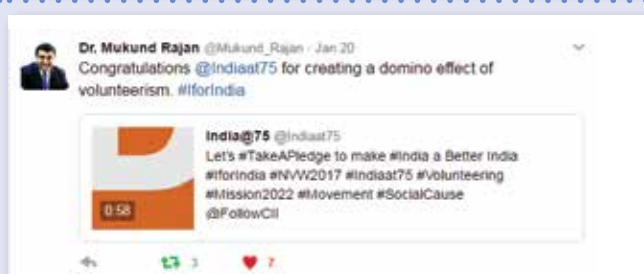 Dr. Mukund Rajan @Mukund_Rajan · Jan 20
Congratulations @Indiaat75 for creating a domino effect of
volunteerism. #IforIndia
India@75 @Indiaat75
Let's #TakeAPledge to make #India a Better India
#IforIndia #NVW2017 #Indiaat75 #Volunteering
#Mission2022 #Movement #SocialCause
@FollowCII
0:58
3 7